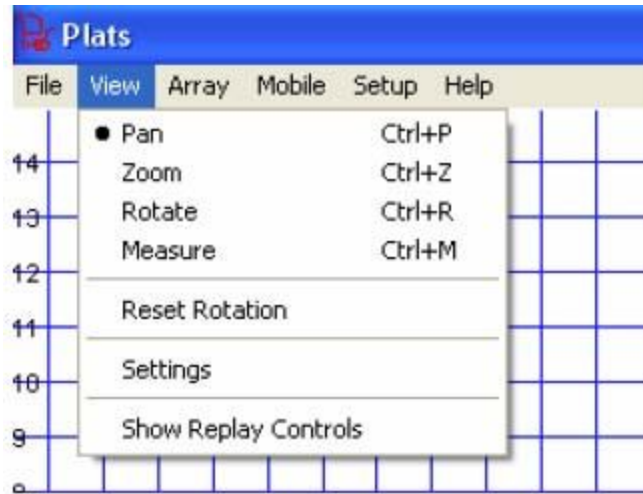 Plats
File View Array Mobile Setup Help
Pan Ctrl+P
14
Zoom Ctrl+Z
Rotate Ctrl+R
13
Measure Ctrl+M
12
Reset Rotation
11
Settings
10
Show Replay Controls
9